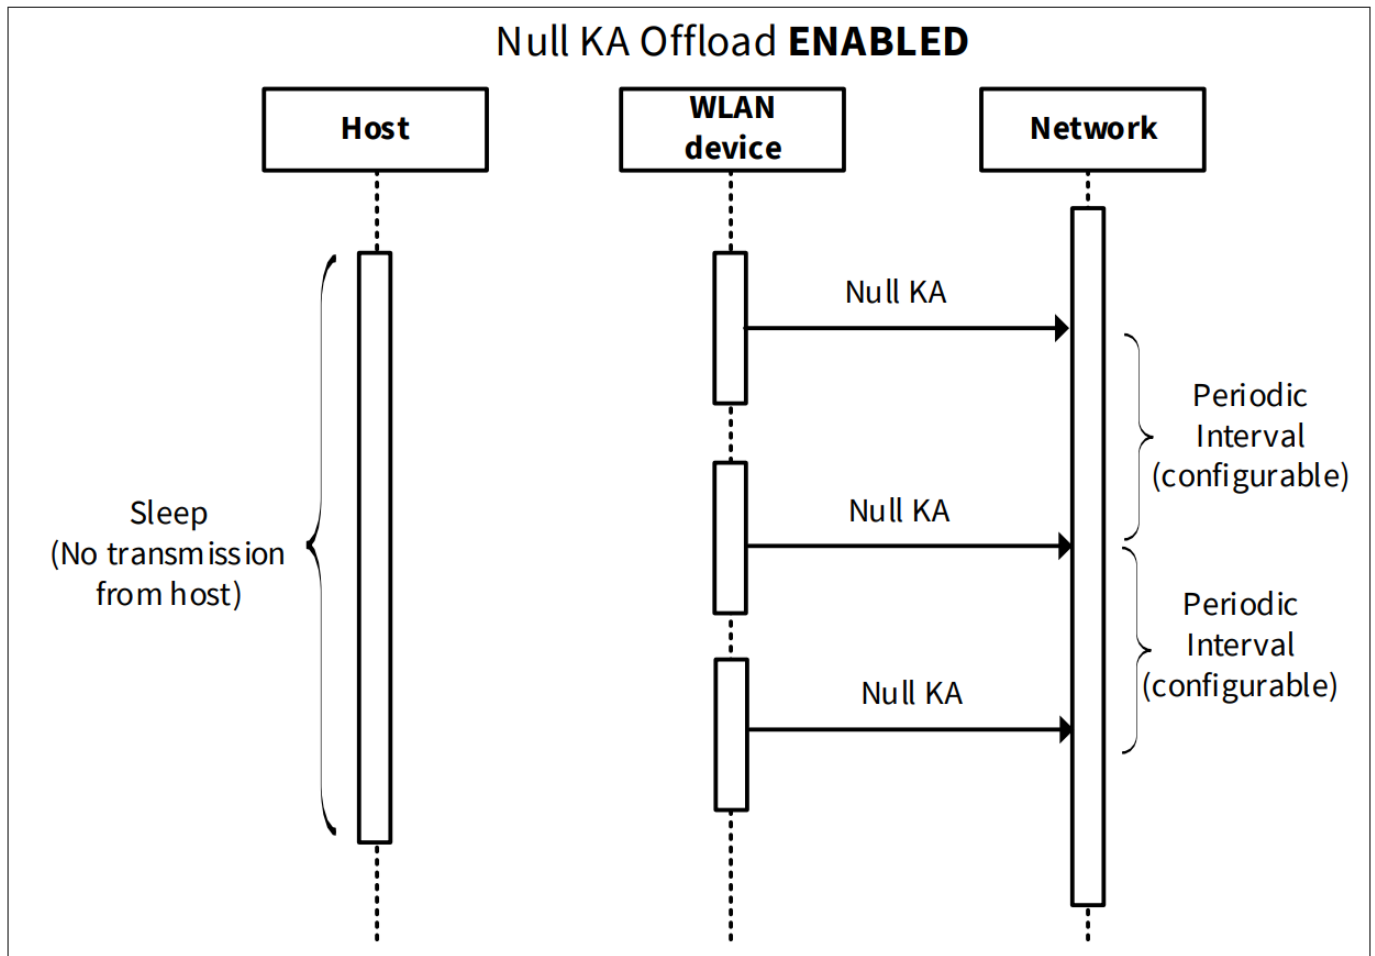 Null KA Offload ENABLED
Host
WLAN
device
Network
Null KA
Periodic
Interval
(configurable)
Null KA
Sleep
(No transmission
from host)
Periodic
Interval
(configurable)
Null KA